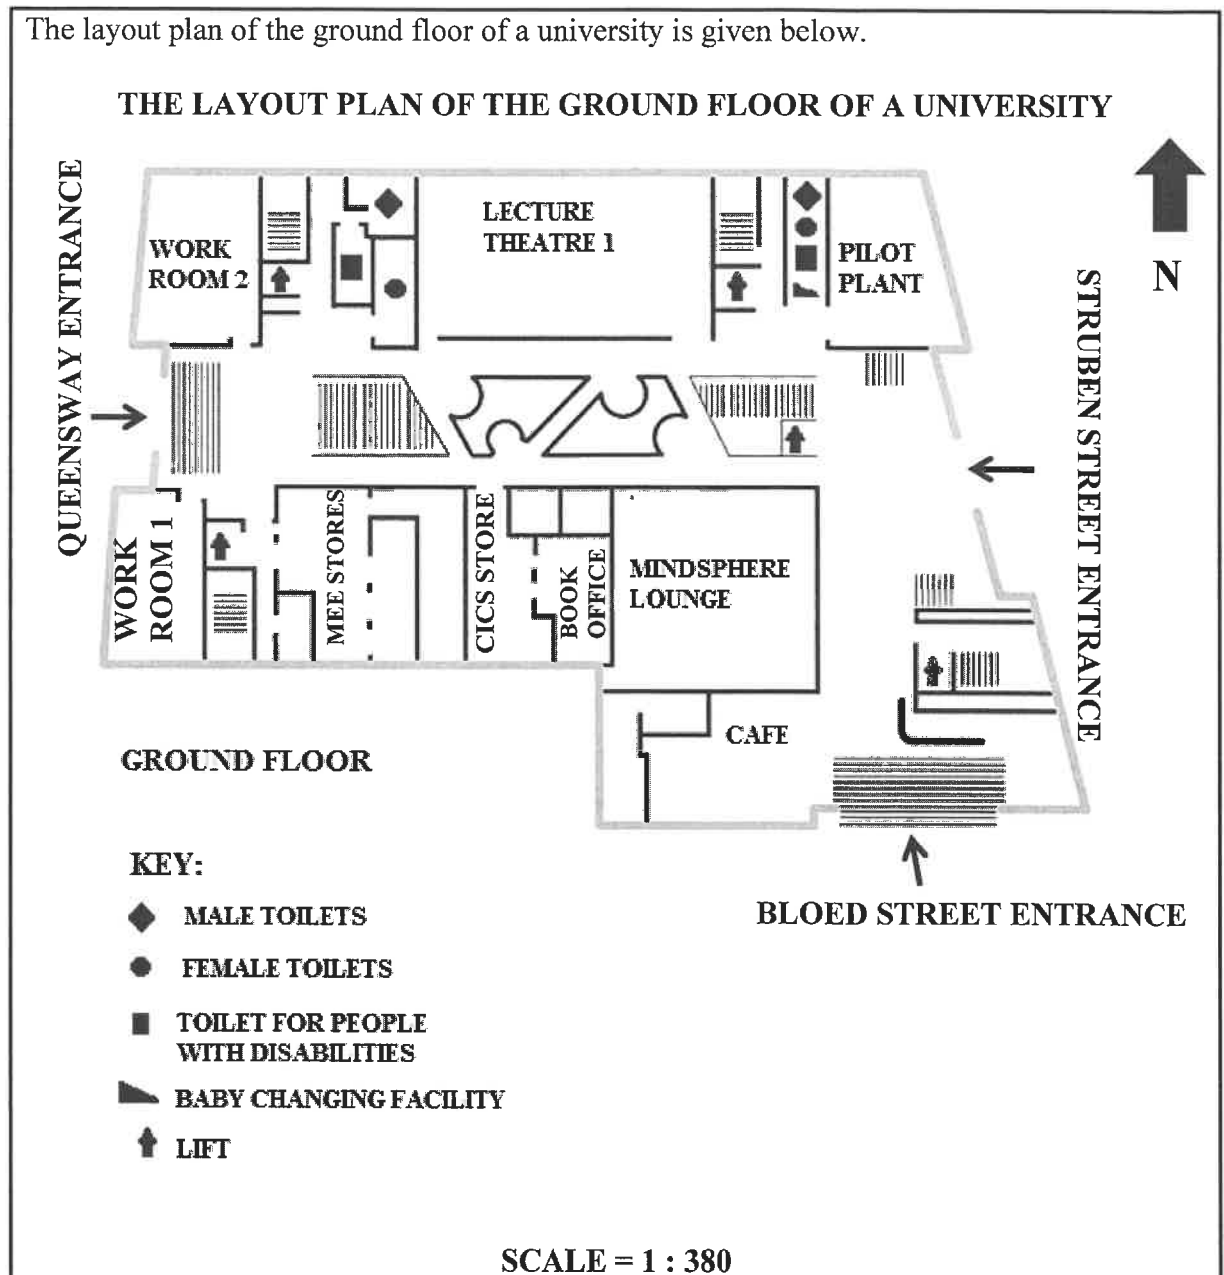 The layout plan of the ground floor of a university is given below.
THE LAYOUT PLAN OF THE GROUND FLOOR OF A UNIVERSITY
QUEENSWAY ENTRANCE
WORK
ROOM 2
LECTURE
THEATRE 1
PILOT
PLANT
N
STRUBEN STREET ENTRANCE
WORK
ROOM 1
MEE STORES
CICS STORE
BOOK
OFFICE
MINDSPHERE
LOUNGE
CAFE
GROUND FLOOR
BLOED STREET ENTRANCE
KEY:
MALE TOILETS
FEMALE TOILETS
TOILET FOR PEOPLE
WITH DISABILITIES
BABY CHANGING FACILITY
LIFT
SCALE = 1 : 380